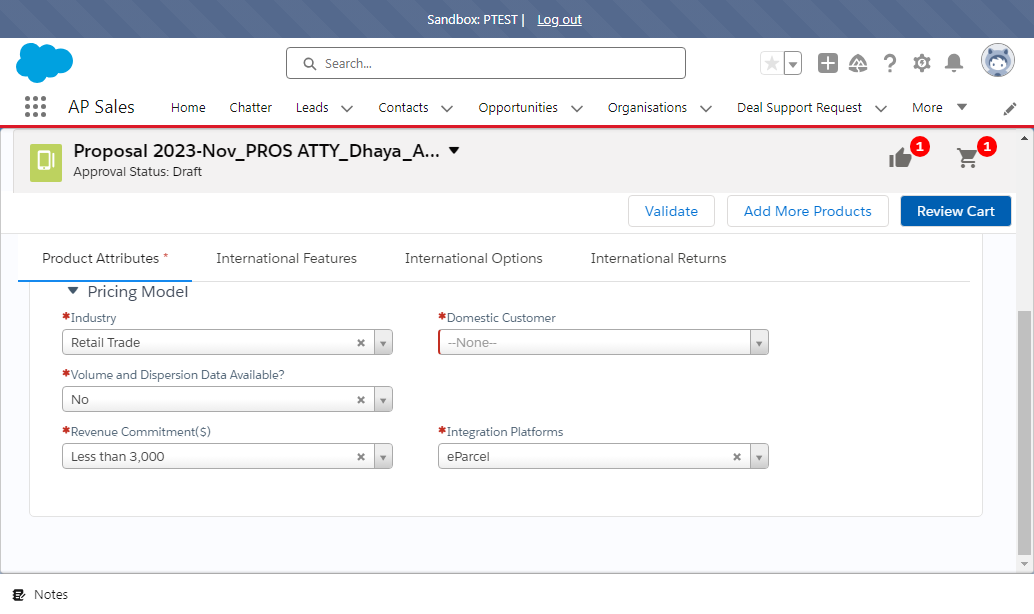 Sandbox: PTEST | Log out
Search...
AP Sales Home Chatter Leads Contacts Opportunities Organisations Deal Support Request More
Proposal 2023-Nov_PROS ATTY_Dhaya_A...
Approval Status: Draft
1 1
Validate Add More Products Review Cart
Product Attributes * International Features International Options International Returns
Pricing Model
*Industry *Domestic Customer
Retail Trade --None--
*Volume and Dispersion Data Available?
No
*Revenue Commitment($) *Integration Platforms
Less than 3,000 eParcel
Notes